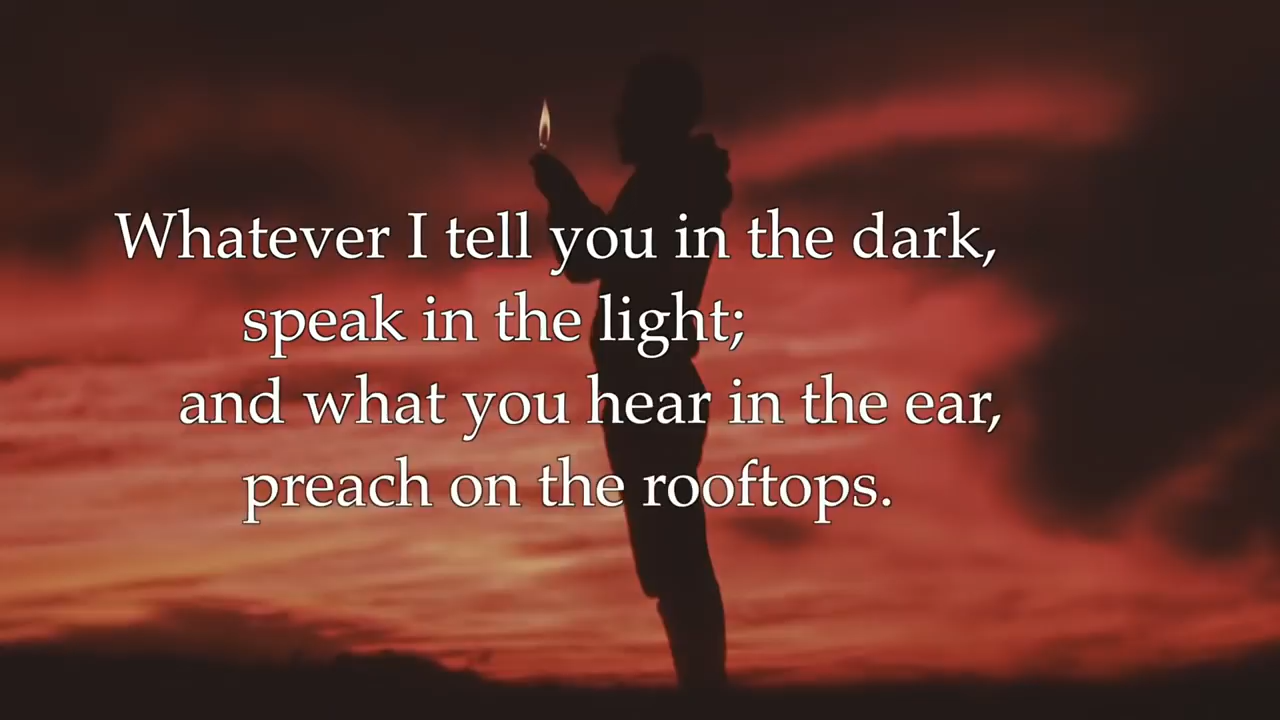 Whatever I tell you in the dark,
speak in the light;
and what you hear in the ear,
preach on the rooftops.